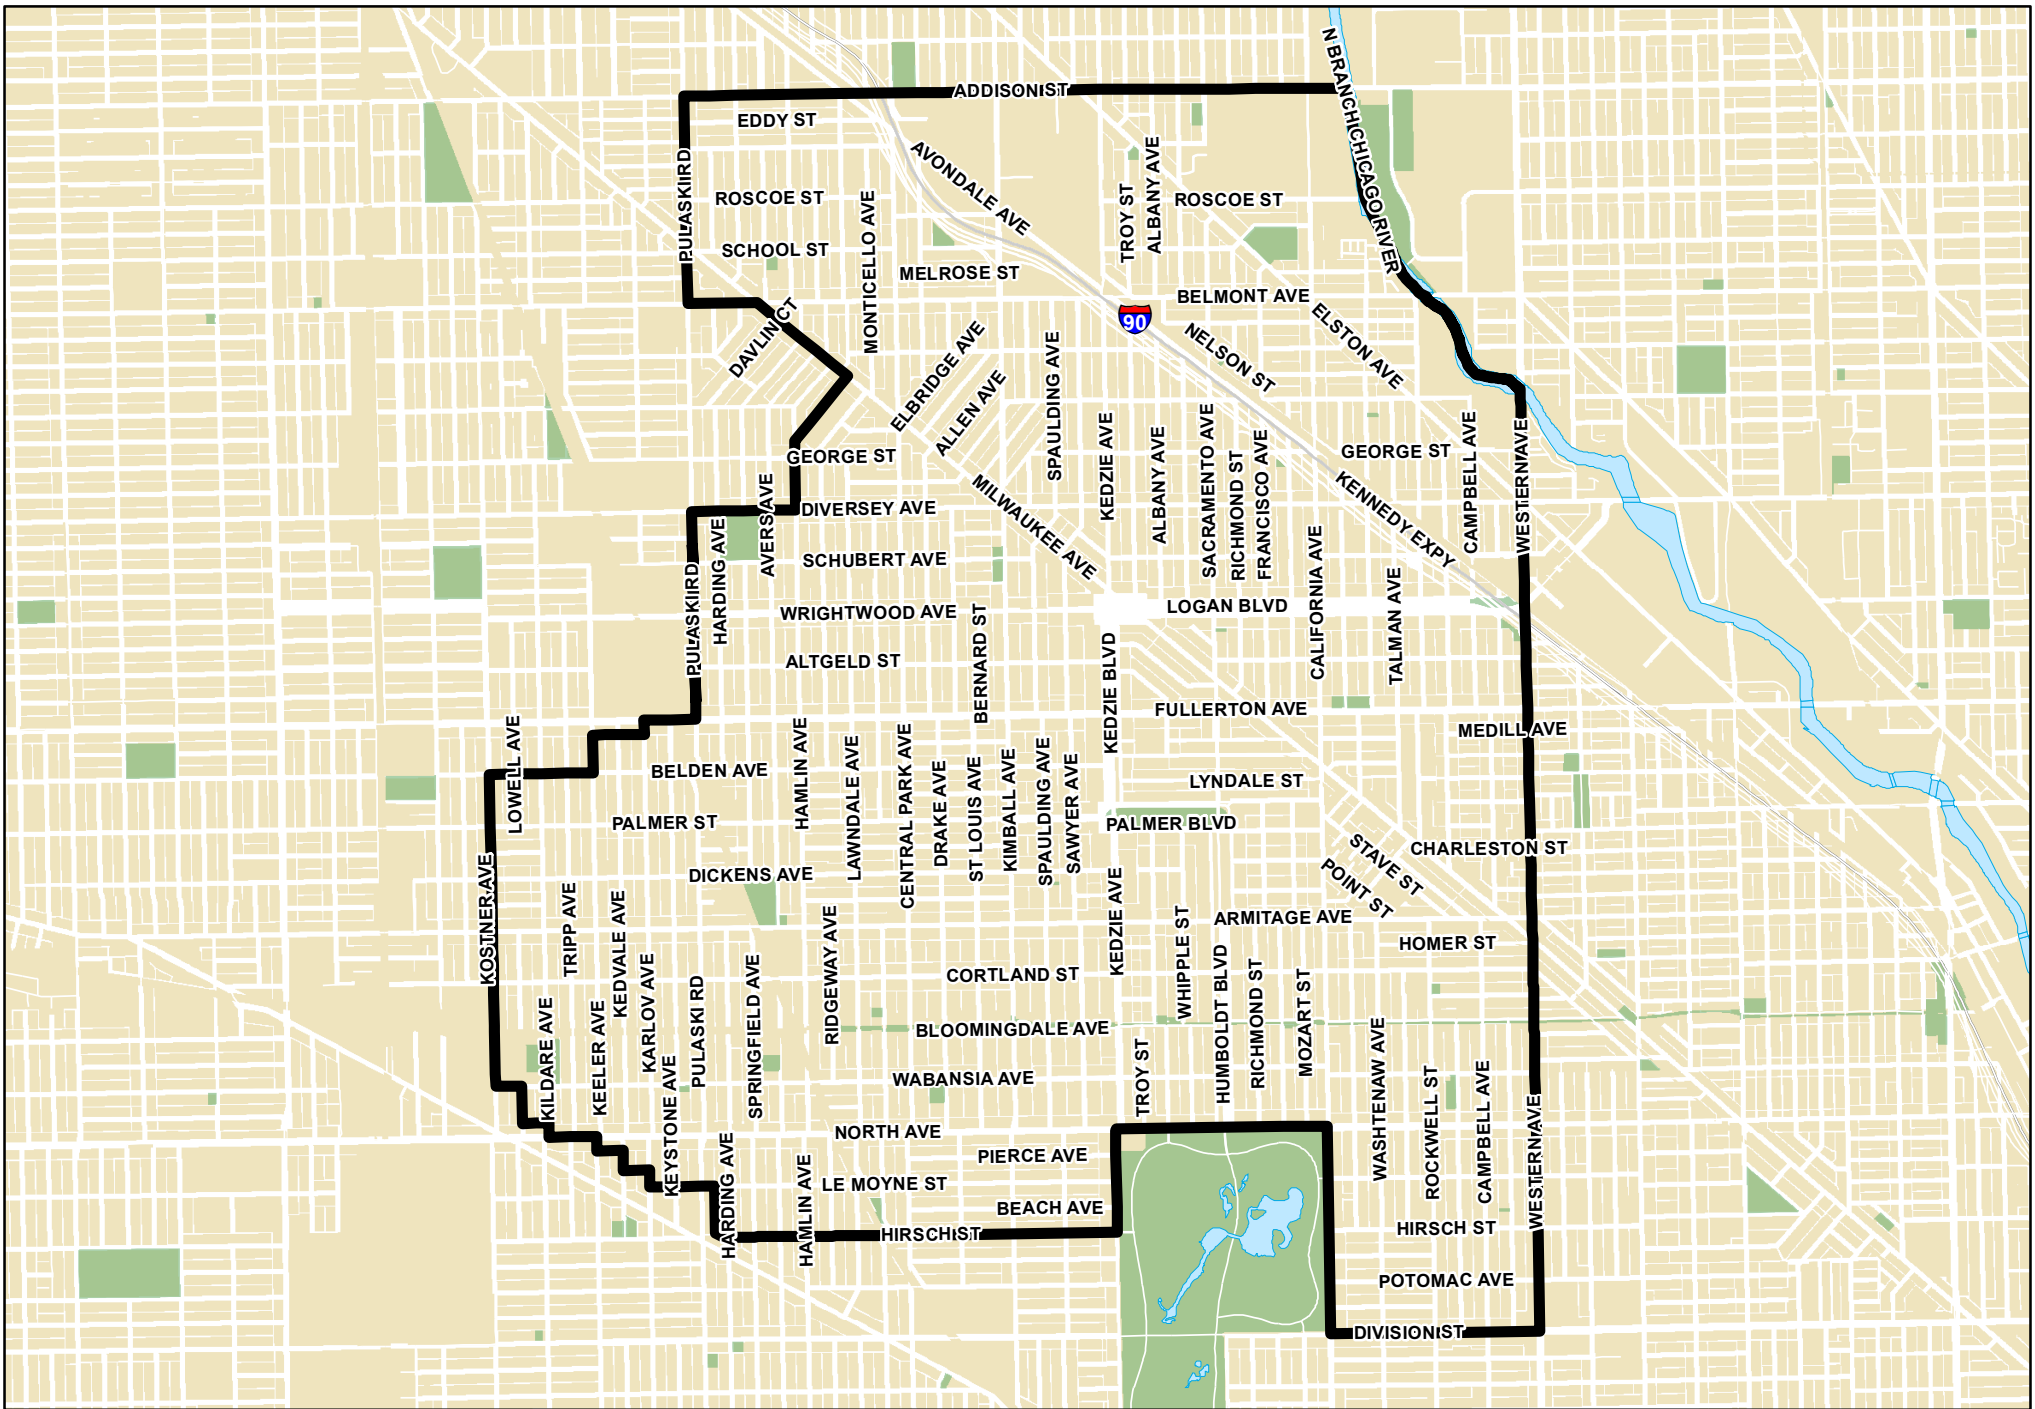 ADDISON ST
N BRANCH CHICAGO RIVER
EDDY ST
PULASKI RD
AVONDALE AVE
TROY ST
ALBANY AVE
ROSCOE ST
MONTICELLO AVE
ROSCOE ST
SCHOOL ST
MELROSE ST
BELMONT AVE
90
DAVLIN CT
ELBRIDGE AVE
ALLEN AVE
SPAULDING AVE
NELSON ST
ELSTON AVE
KEDZIE AVE
ALBANY AVE
SACRAMENTO AVE
RICHMOND ST
FRANCISCO AVE
GEORGE ST
CAMPBELL AVE
WESTERN AVE
GEORGE ST
AVERS AVE
MILWAUKEE AVE
KENNEDY EXPY
DIVERSEY AVE
HARDING AVE
PULASKI RD
SCHUBERT AVE
CALIFORNIA AVE
TALMAN AVE
WRIGHTWOOD AVE
BERNARD ST
LOGAN BLVD
KEDZIE BLVD
ALTGELD ST
FULLERTON AVE
MEDILL AVE
LOWELL AVE
HAMLIN AVE
LAWNDALE AVE
CENTRAL PARK AVE
DRAKE AVE
ST LOUIS AVE
KIMBALL AVE
SPAULDING AVE
SAWYER AVE
BELDEN AVE
LYNDALE ST
PALMER ST
PALMER BLVD
STAVE ST
POINT ST
CHARLESTON ST
KOSTNER AVE
DICKENS AVE
KEDZIE AVE
TRIPP AVE
KEDVALE AVE
RIDGEWAY AVE
WHIPPLE ST
ARMITAGE AVE
HOMER ST
KARLOV AVE
PULASKI RD
SPRINGFIELD AVE
CORTLAND ST
HUMBOLDT BLVD
RICHMOND ST
MOZART ST
KILDARE AVE
KEELER AVE
BLOOMINGDALE AVE
KEYSTONE AVE
WABANSIA AVE
TROY ST
WASHTENAW AVE
ROCKWELL ST
CAMPBELL AVE
WESTERN AVE
NORTH AVE
HARDING AVE
HAMLIN AVE
PIERCE AVE
LE MOYNE ST
BEACH AVE
HIRSCH ST
HIRSCH ST
POTOMAC AVE
DIVISION ST